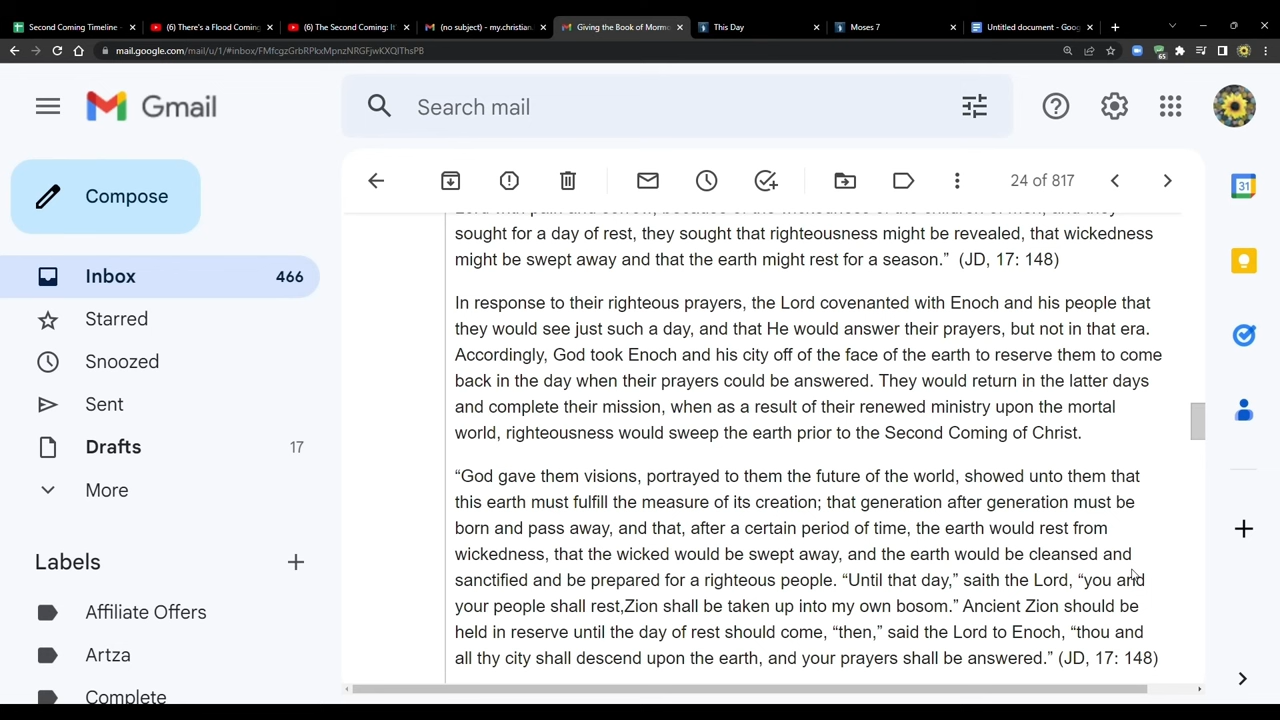 Second Coming Timeline -
(6) There's a Flood Coming
(6) The Second Coming: It
(no subject) - my.christian
Giving the Book of Mormo
This Day
Moses 7
Untitled document - Goog
mail.google.com/mail/u/1/#inbox/FMfcgzGrbRPkxMpnzNRGFjwKXQlThsPB
65
Gmail
Search mail
Compose
24 of 817
31
Inbox 466
Starred
Snoozed
Sent
Drafts 17
More
Labels
Affiliate Offers
Artza
Complete
sought for a day of rest, they sought that righteousness might be revealed, that wickedness
might be swept away and that the earth might rest for a season.” (JD, 17: 148)
In response to their righteous prayers, the Lord covenanted with Enoch and his people that
they would see just such a day, and that He would answer their prayers, but not in that era.
Accordingly, God took Enoch and his city off of the face of the earth to reserve them to come
back in the day when their prayers could be answered. They would return in the latter days
and complete their mission, when as a result of their renewed ministry upon the mortal
world, righteousness would sweep the earth prior to the Second Coming of Christ.
“God gave them visions, portrayed to them the future of the world, showed unto them that
this earth must fulfill the measure of its creation; that generation after generation must be
born and pass away, and that, after a certain period of time, the earth would rest from
wickedness, that the wicked would be swept away, and the earth would be cleansed and
sanctified and be prepared for a righteous people. “Until that day,” saith the Lord, “you and
your people shall rest,Zion shall be taken up into my own bosom.” Ancient Zion should be
held in reserve until the day of rest should come, “then,” said the Lord to Enoch, “thou and
all thy city shall descend upon the earth, and your prayers shall be answered.” (JD, 17: 148)